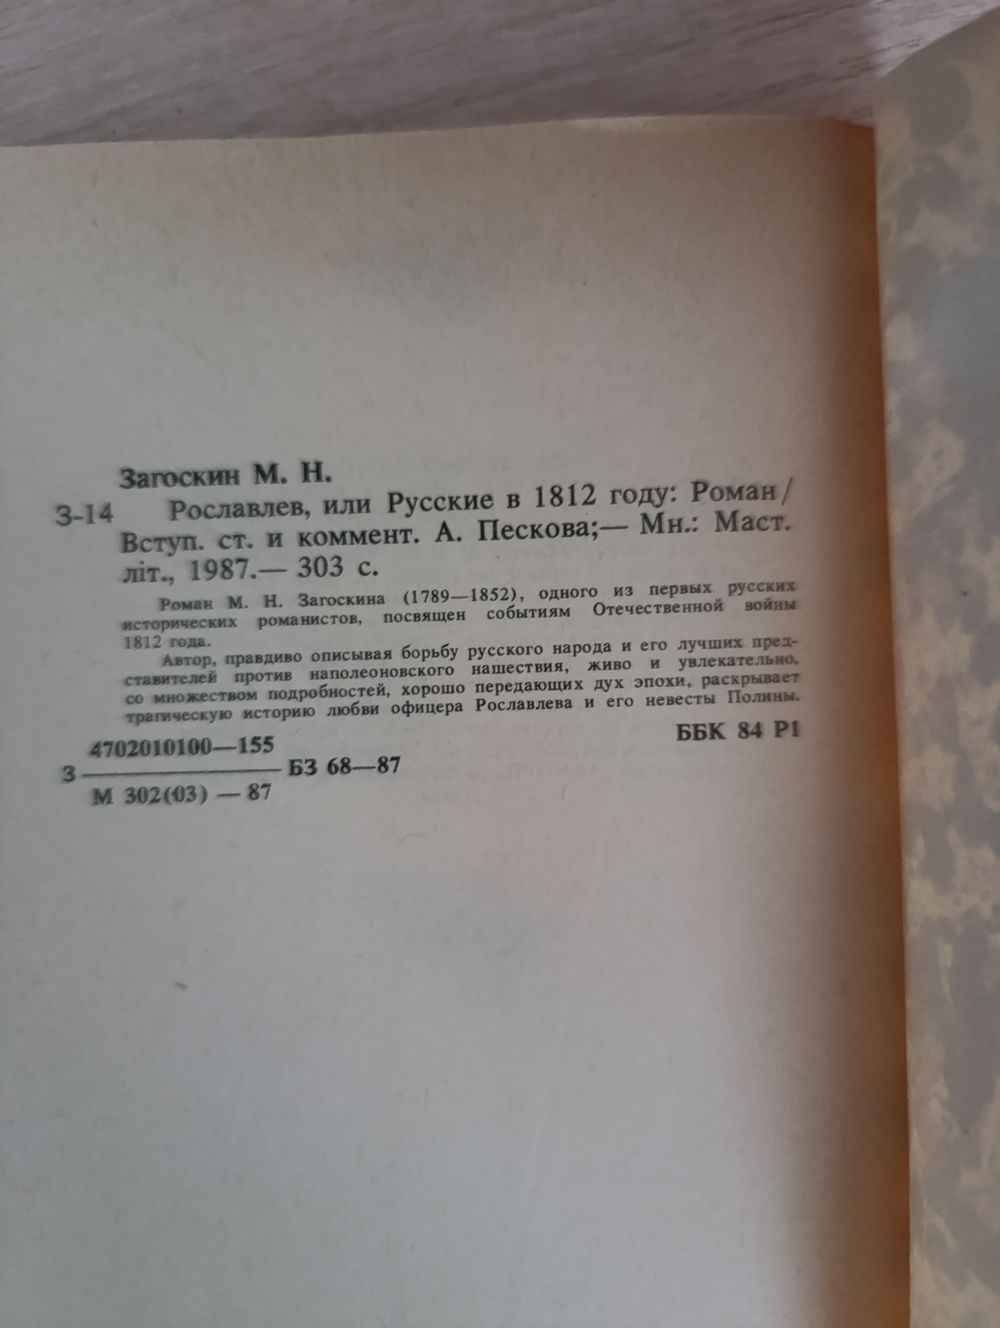 Загоскин М. Н.
З-14 Рославлев, или Русские в 1812 году: Роман/
Вступ. ст. и коммент. А. Пескова;— Мн.: Маст.
літ., 1987.— 303 с.
Роман М. Н. Загоскина (1789—1852), одного из первых русских
исторических романистов, посвящен событиям Отечественной войны
1812 года.
Автор, правдиво описывая борьбу русского народа и его лучших пред-
ставителей против наполеоновского нашествия, живо и увлекательно,
со множеством подробностей, хорошо передающих дух эпохи, раскрывает
трагическую историю любви офицера Рославлева и его невесты Полины.
ББК 84 Р1
4702010100—155
З ———— БЗ 68—87
М 302(03) — 87